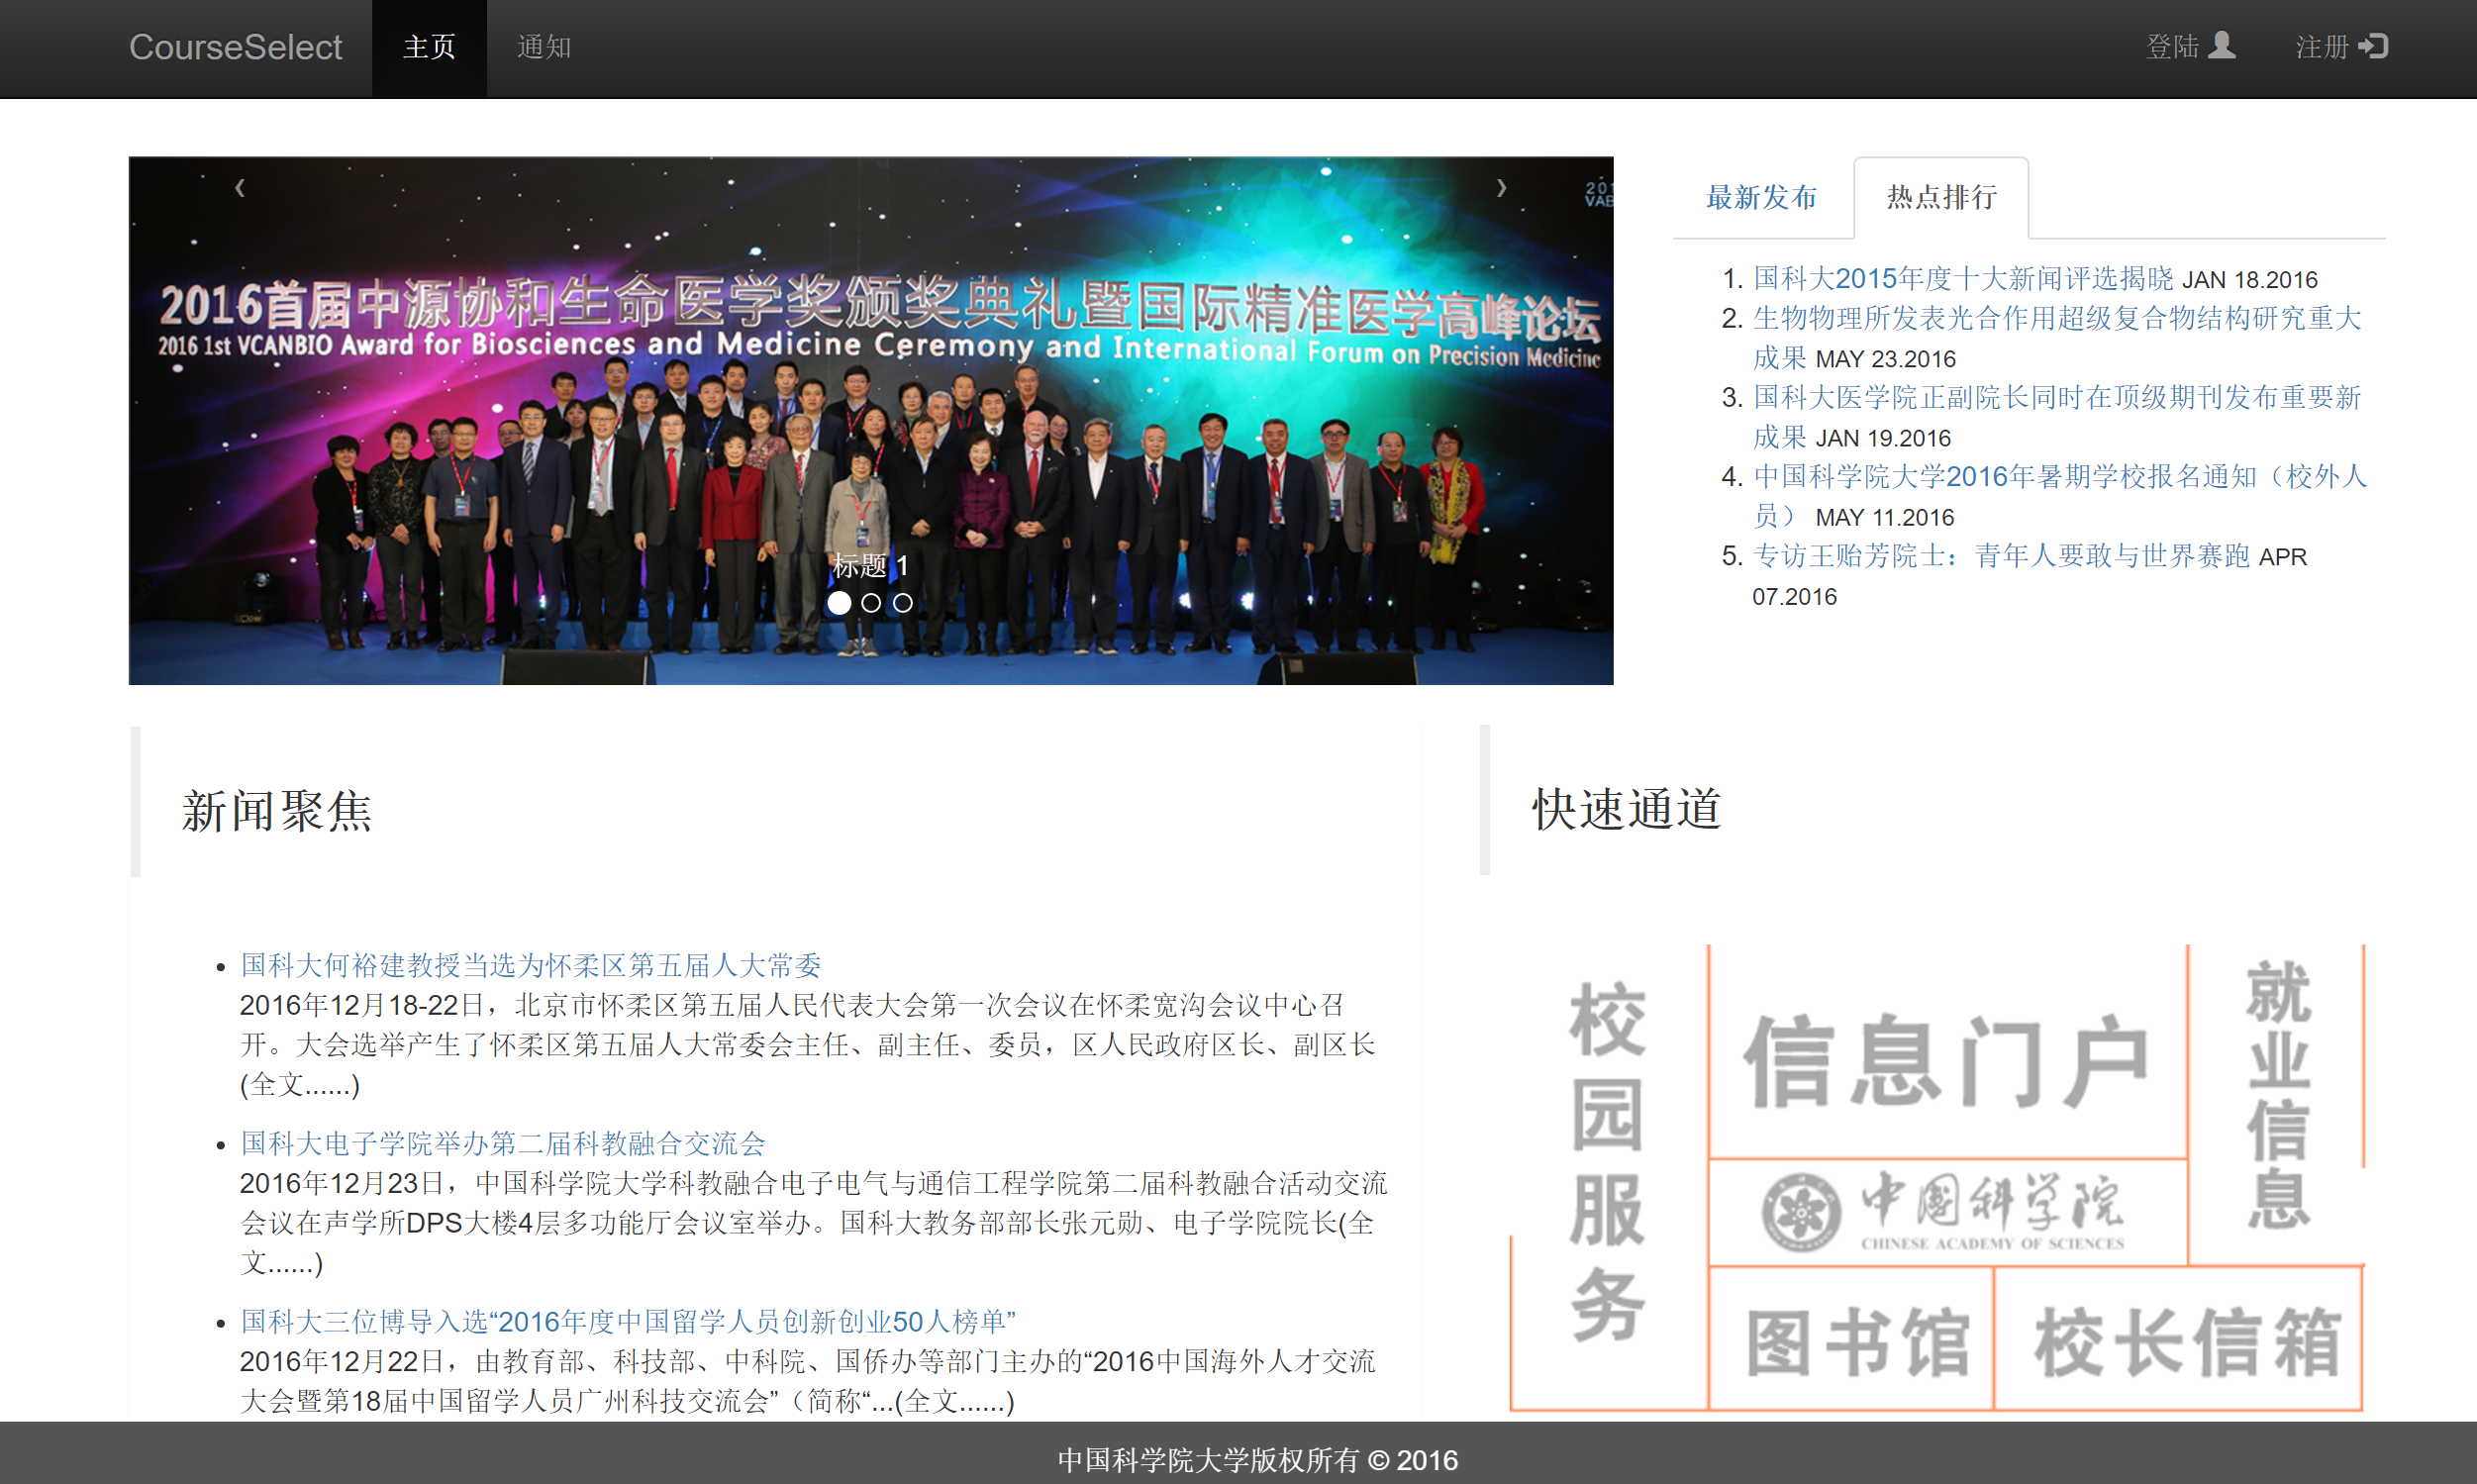 CourseSelect 主页 通知 登陆 注册
201
VAB
2016首届中源协和生命医学奖颁奖典礼暨国际精准医学高峰论坛
2016 1st VCANBIO Award for Biosciences and Medicine Ceremony and International Forum on Precision Medicine
标题 1
最新发布 热点排行
1. 国科大2015年度十大新闻评选揭晓 JAN 18.2016
2. 生物物理所发表光合作用超级复合物结构研究重大
成果 MAY 23.2016
3. 国科大医学院正副院长同时在顶级期刊发布重要新
成果 JAN 19.2016
4. 中国科学院大学2016年暑期学校报名通知（校外人
员） MAY 11.2016
5. 专访王贻芳院士：青年人要敢与世界赛跑 APR
07.2016
新闻聚焦
国科大何裕建教授当选为怀柔区第五届人大常委
2016年12月18-22日，北京市怀柔区第五届人民代表大会第一次会议在怀柔宽沟会议中心召
开。大会选举产生了怀柔区第五届人大常委会主任、副主任、委员，区人民政府区长、副区长
(全文......)
国科大电子学院举办第二届科教融合交流会
2016年12月23日，中国科学院大学科教融合电子电气与通信工程学院第二届科教融合活动交流
会议在声学所DPS大楼4层多功能厅会议室举办。国科大教务部部长张元勋、电子学院院长(全
文......)
国科大三位博导入选“2016年度中国留学人员创新创业50人榜单”
2016年12月22日，由教育部、科技部、中科院、国侨办等部门主办的“2016中国海外人才交流
大会暨第18届中国留学人员广州科技交流会”（简称“...(全文......)
快速通道
校园服务
信息门户
就业信息
中国科学院
CHINESE ACADEMY OF SCIENCES
图书馆
校长信箱
中国科学院大学版权所有 © 2016